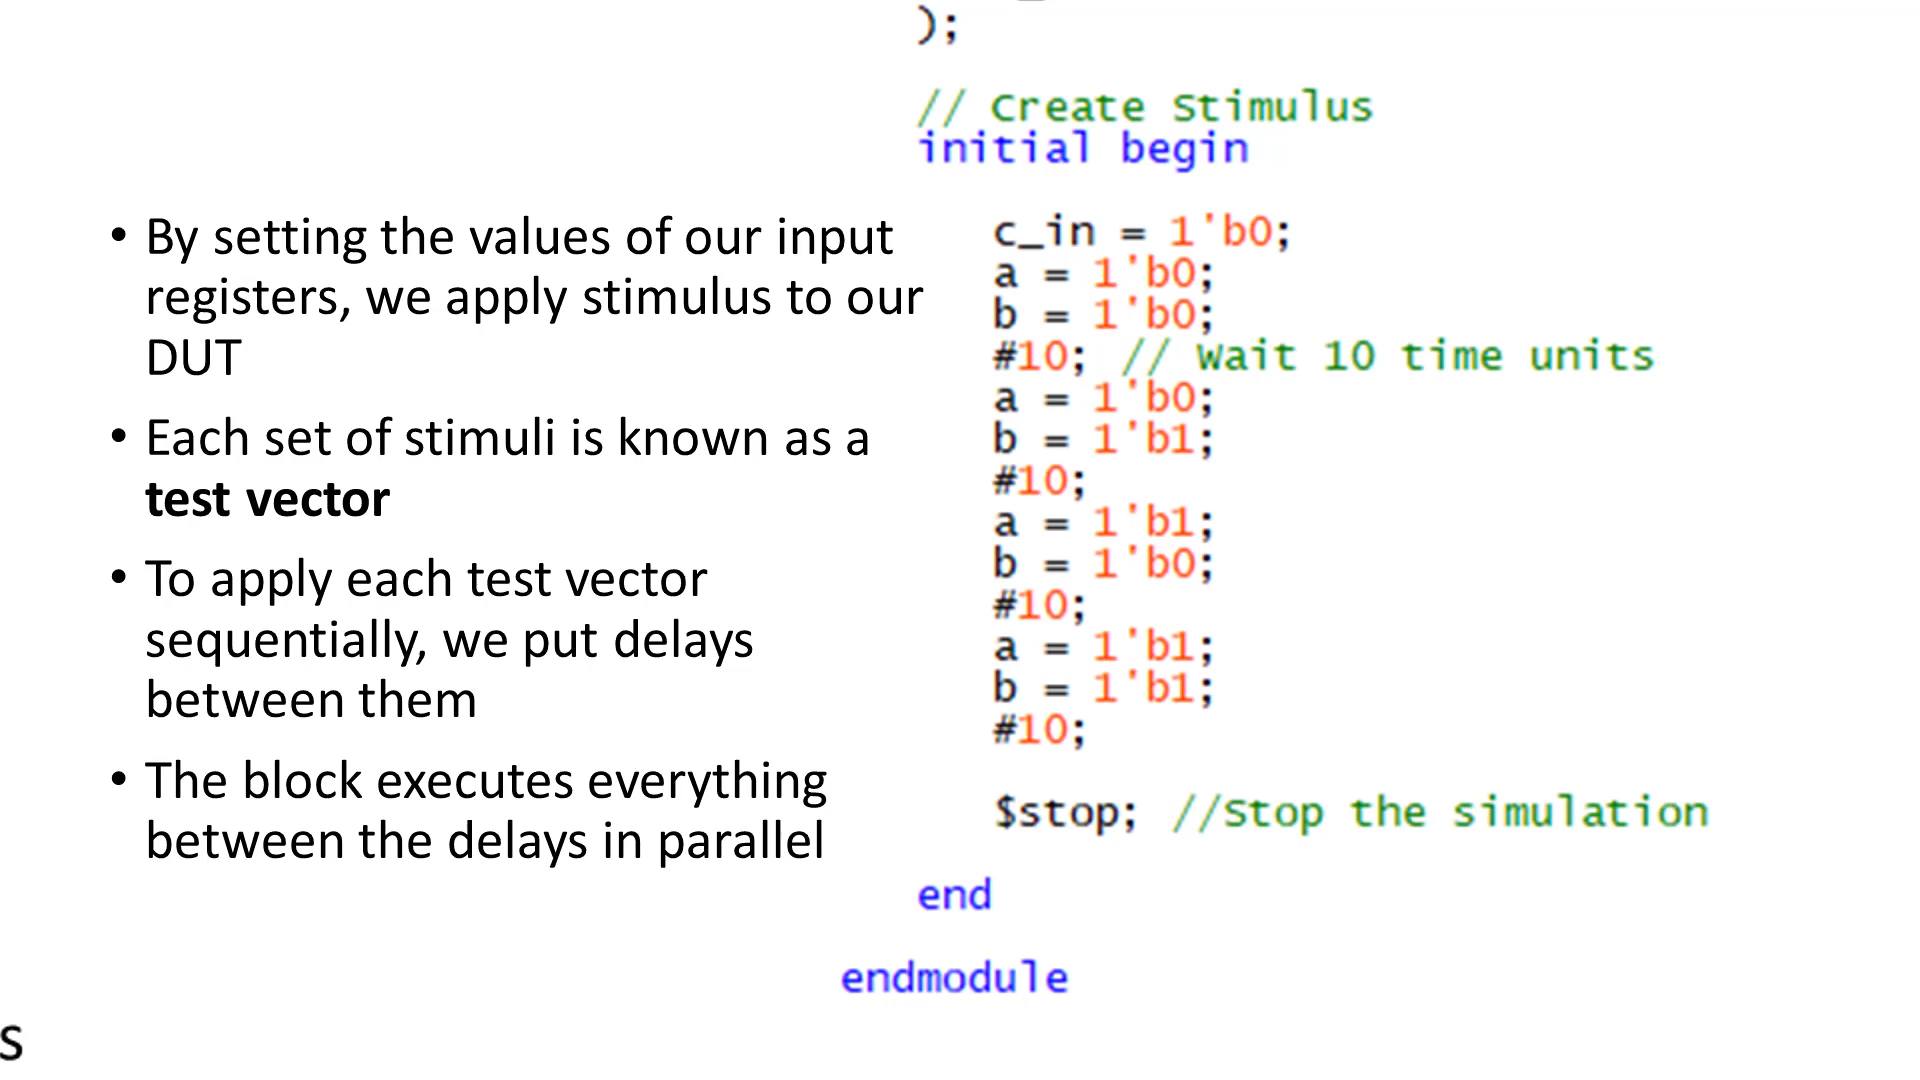 );
// Create Stimulus
initial begin
• By setting the values of our input
registers, we apply stimulus to our
DUT
• Each set of stimuli is known as a
test vector
• To apply each test vector
sequentially, we put delays
between them
• The block executes everything
between the delays in parallel
c_in = 1'b0;
a = 1'b0;
b = 1'b0;
#10; // Wait 10 time units
a = 1'b0;
b = 1'b1;
#10;
a = 1'b1;
b = 1'b0;
#10;
a = 1'b1;
b = 1'b1;
#10;
$stop; //Stop the simulation
end
endmodule
s